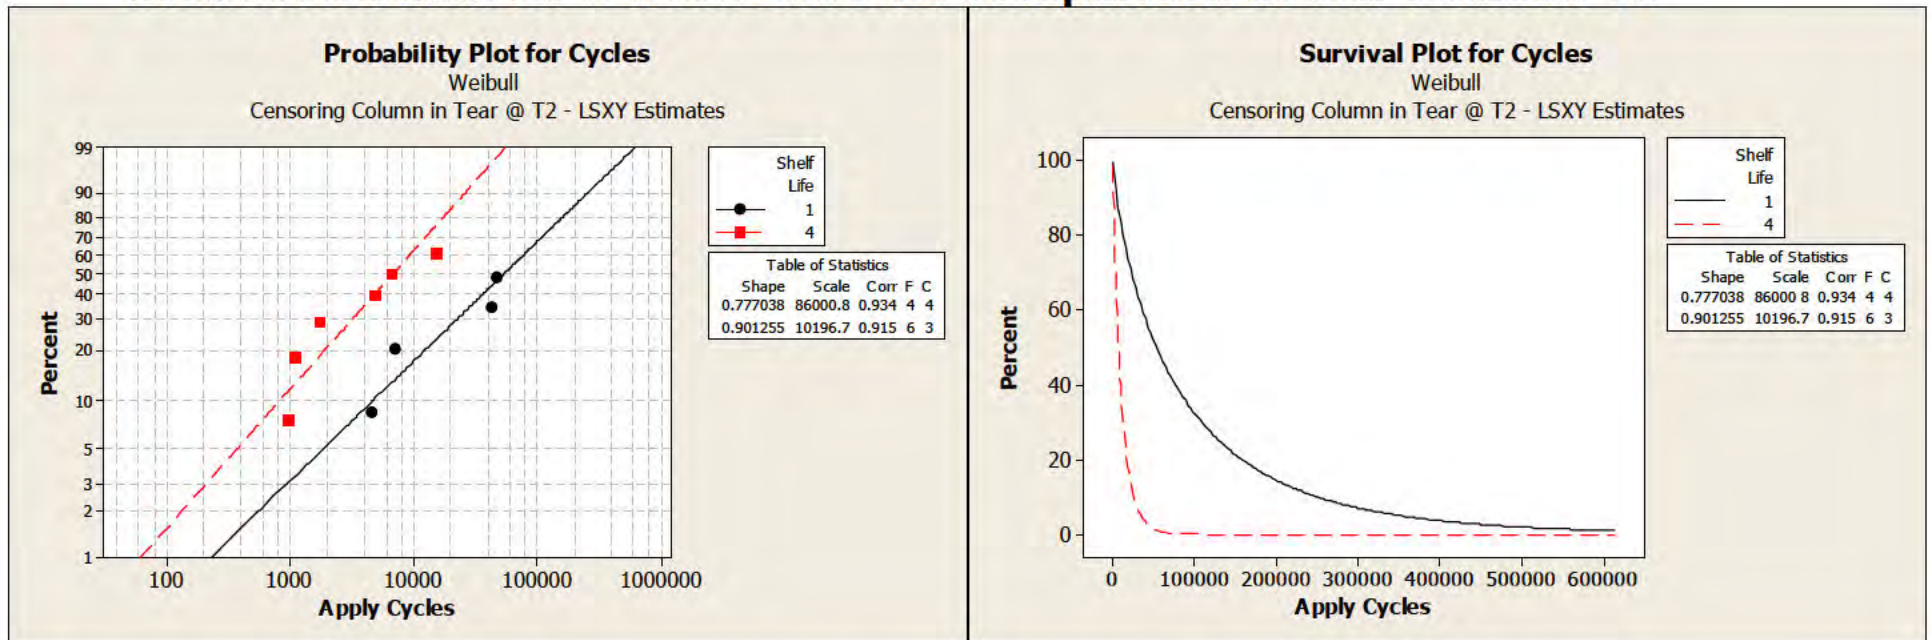 Probability Plot for Cycles
Weibull
Censoring Column in Tear @ T2 - LSXY Estimates
99
90
80
70
60
50
40
30
20
10
5
3
2
1
Percent
100 1000 10000 100000 1000000
Apply Cycles
Shelf
Life
1
4
Table of Statistics
Shape Scale Corr F C
0.777038 86000.8 0.934 4 4
0.901255 10196.7 0.915 6 3
Survival Plot for Cycles
Weibull
Censoring Column in Tear @ T2 - LSXY Estimates
100
80
60
40
20
0
Percent
0 100000 200000 300000 400000 500000 600000
Apply Cycles
Shelf
Life
1
4
Table of Statistics
Shape Scale Corr F C
0.777038 86000 8 0.934 4 4
0.901255 10196.7 0.915 6 3